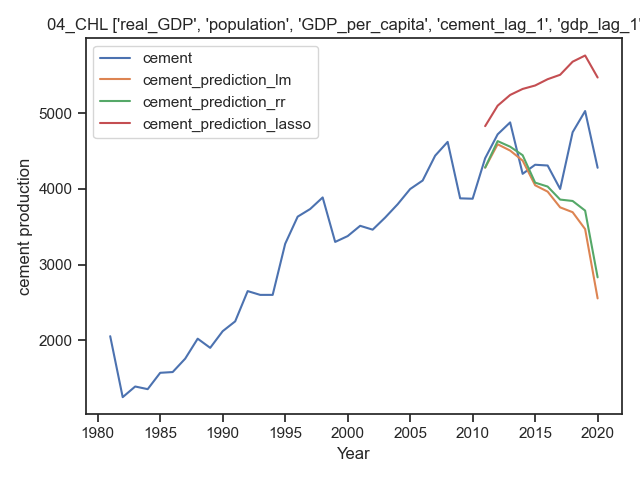 04_CHL ['real_GDP', 'population', 'GDP_per_capita', 'cement_lag_1', 'gdp_lag_1'
cement
cement_prediction_lm
cement_prediction_rr
cement_prediction_lasso
cement production
5000
4000
3000
2000
1980 1985 1990 1995 2000 2005 2010 2015 2020
Year